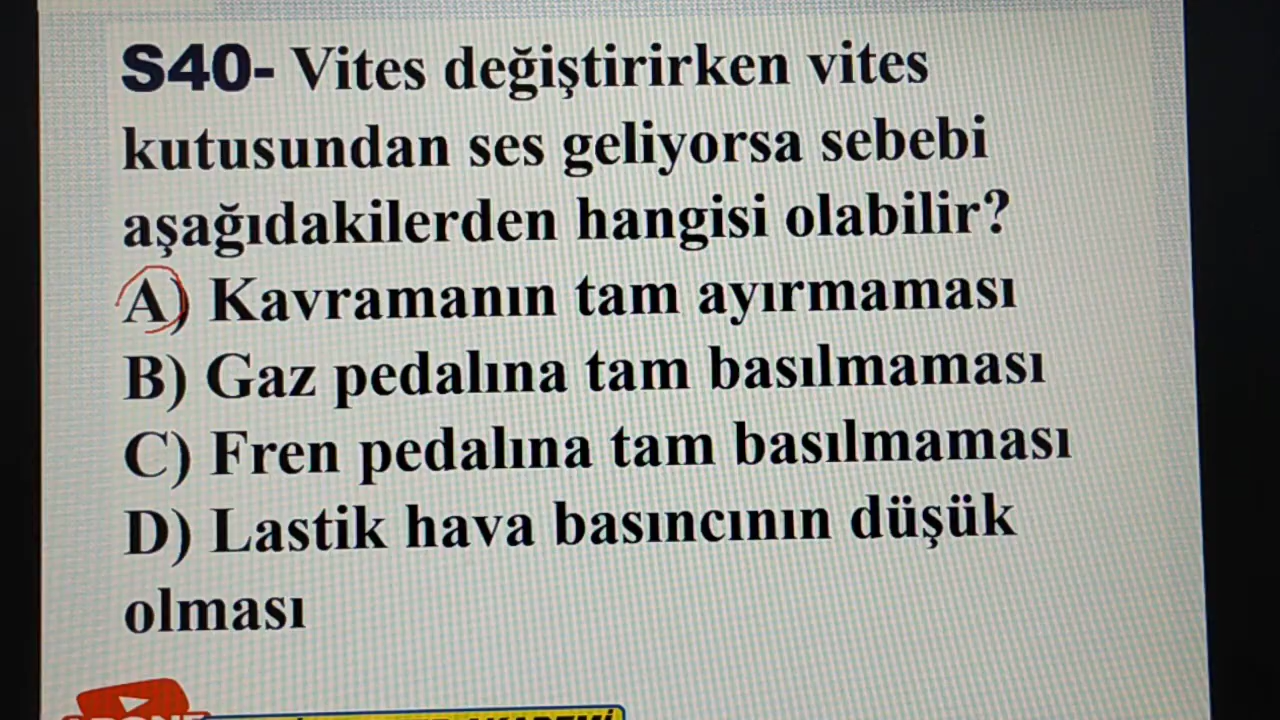 S40- Vites değiştirirken vites
kutusundan ses geliyorsa sebebi
aşağıdakilerden hangisi olabilir?
A) Kavramanın tam ayırmaması
B) Gaz pedalına tam basılmaması
C) Fren pedalına tam basılmaması
D) Lastik hava basıncının düşük
olması